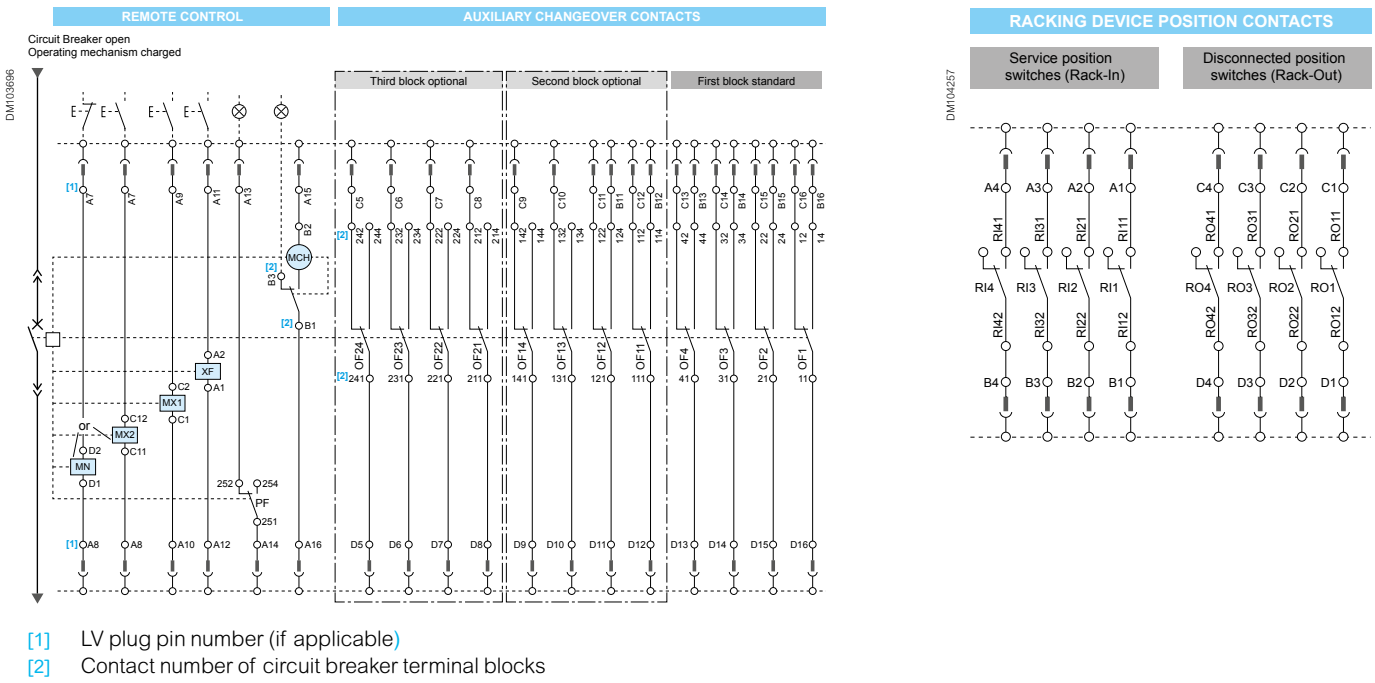 REMOTE CONTROL
AUXILIARY CHANGEOVER CONTACTS
Circuit Breaker open
Operating mechanism charged
DM103696
Third block optional
Second block optional
First block standard
E E E E
[1] A7 A7 A9 A11 A13 A15 C5 C6 C7 C8 C9 C10 C11 B11 C12 B12 C13 B13 C14 B14 C15 B15 C16 B16
B2 [2] 242 244 232 234 222 224 212 214 142 144 132 134 122 124 112 114 42 44 32 34 22 24 12 14
MCH
[2]
B3
[2] B1
OF24 OF23 OF22 OF21 OF14 OF13 OF12 OF11 OF4 OF3 OF2 OF1
A2
XF
A1
[2] 241 231 221 211 141 131 121 111 41 31 21 11
C2
MX1
C1
C12
or
MX2
C11
D2
MN
D1
252 254
PF
251
[1] A8 A8 A10 A12 A14 A16 D5 D6 D7 D8 D9 D10 D11 D12 D13 D14 D15 D16
[1] LV plug pin number (if applicable)
[2] Contact number of circuit breaker terminal blocks
RACKING DEVICE POSITION CONTACTS
Service position
switches (Rack-In)
Disconnected position
switches (Rack-Out)
DM104257
A4 A3 A2 A1 C4 C3 C2 C1
RI41 RI31 RI21 RI11 RO41 RO31 RO21 RO11
RI4 RI3 RI2 RI1 RO4 RO3 RO2 RO1
RI42 RI32 RI22 RI12 RO42 RO32 RO22 RO12
B4 B3 B2 B1 D4 D3 D2 D1